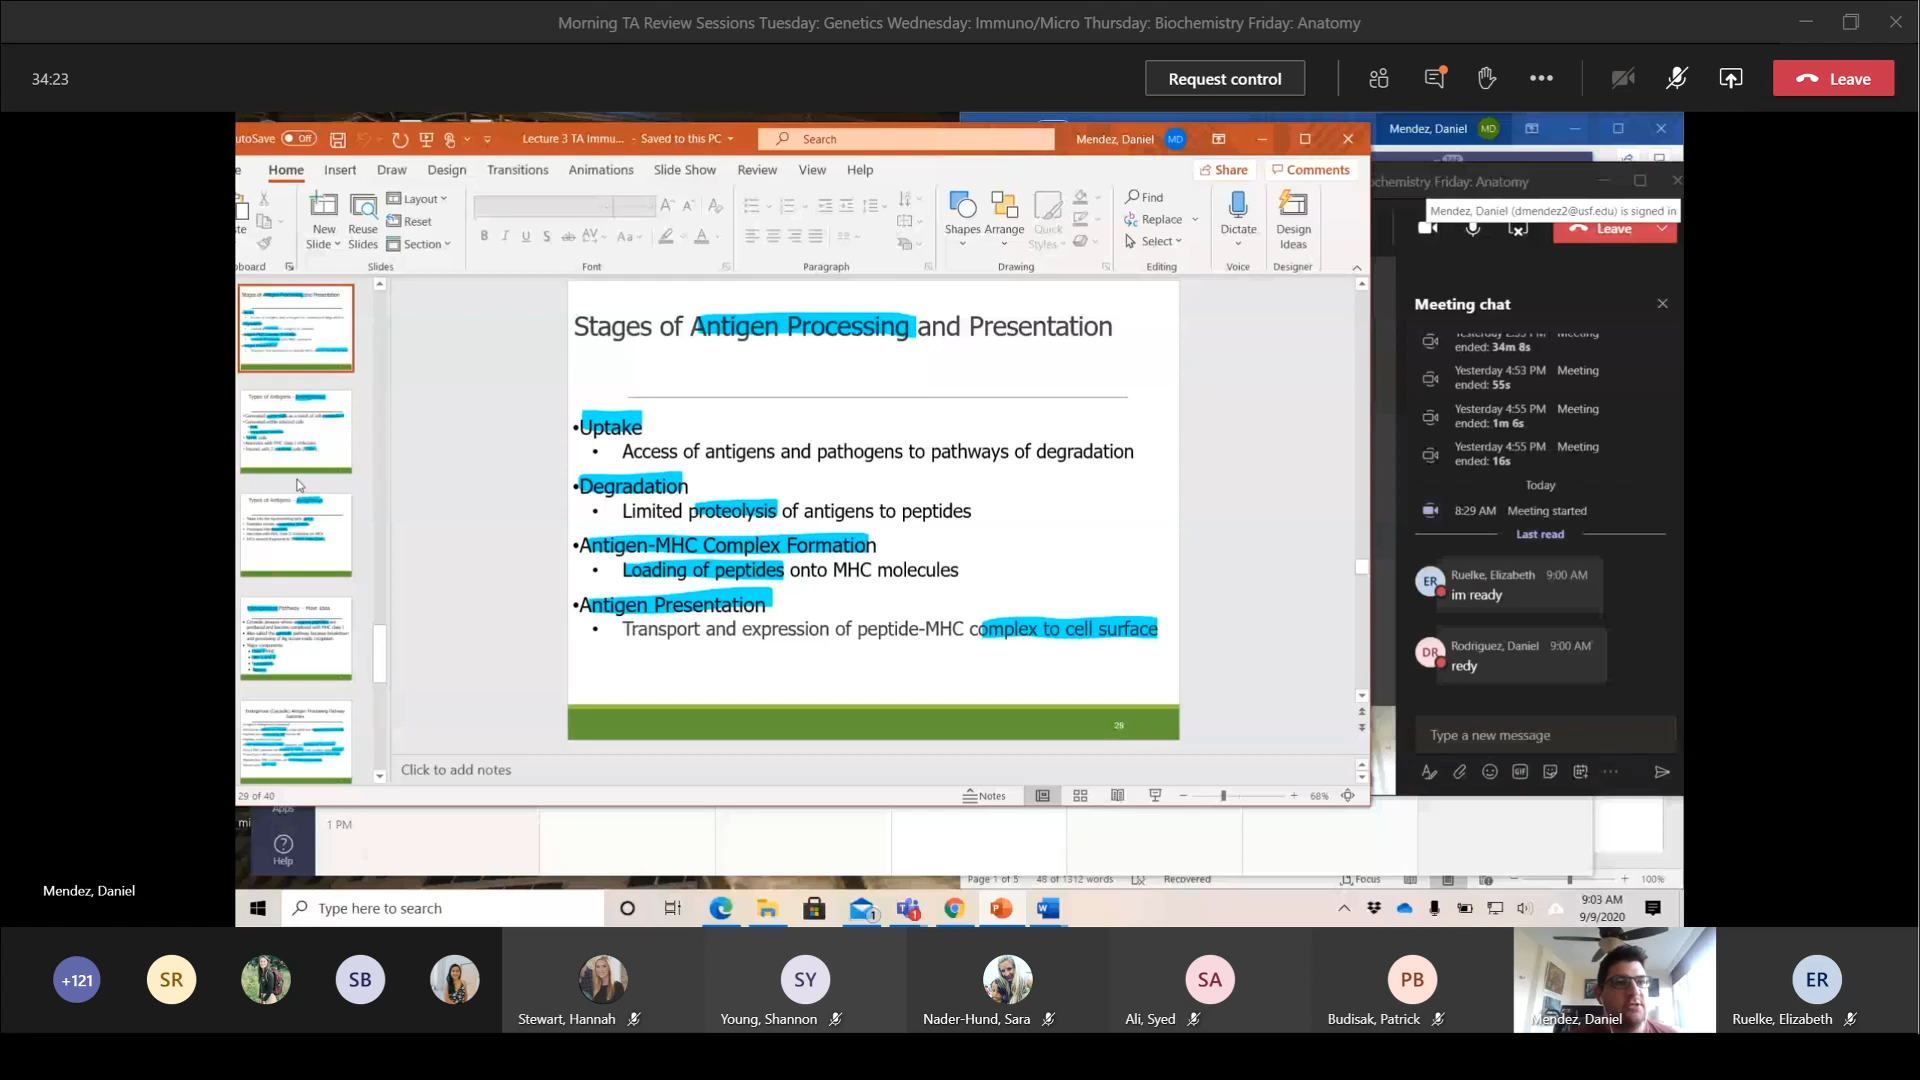 Morning TA Review Sessions Tuesday: Genetics Wednesday: Immuno/Micro Thursday: Biochemistry Friday: Anatomy
34:23
Request control
Leave
utoSave Off
Lecture 3 TA Immu... - Saved to this PC
Search
Mendez, Daniel MD
Mendez, Daniel MD
Home Insert Draw Design Transitions Animations Slide Show Review View Help
Share Comments
ochemistry Friday: Anatomy
Mendez, Daniel (dmendez2@usf.edu) is signed in
Leave
New Slide
Reuse Slides
Layout
Reset
Section
Shapes Arrange Quick Styles
Find
Replace
Select
Dictate
Design Ideas
board Slides Font Paragraph Drawing Editing Voice Designer
Stages of Antigen Processing and Presentation
•Uptake
• Access of antigens and pathogens to pathways of degradation
•Degradation
• Limited proteolysis of antigens to peptides
•Antigen-MHC Complex Formation
• Loading of peptides onto MHC molecules
•Antigen Presentation
• Transport and expression of peptide-MHC complex to cell surface
29
Click to add notes
29 of 40
Notes
68%
Meeting chat
ended: 34m 8s
Yesterday 4:53 PM Meeting
ended: 55s
Yesterday 4:55 PM Meeting
ended: 1m 6s
Yesterday 4:55 PM Meeting
ended: 16s
Today
8:29 AM Meeting started
Last read
ER
Ruelke, Elizabeth 9:00 AM
im ready
DR
Rodriguez, Daniel 9:00 AM
redy
Type a new message
GIF
Apps
Help
1 PM
Page 1 of 5 48 of 1312 words Recovered
Focus
100%
Mendez, Daniel
Type here to search
9:03 AM
9/9/2020
+121
SR
SB
Stewart, Hannah
SY
Young, Shannon
Nader-Hund, Sara
SA
Ali, Syed
PB
Budisak, Patrick
Mendez, Daniel
ER
Ruelke, Elizabeth